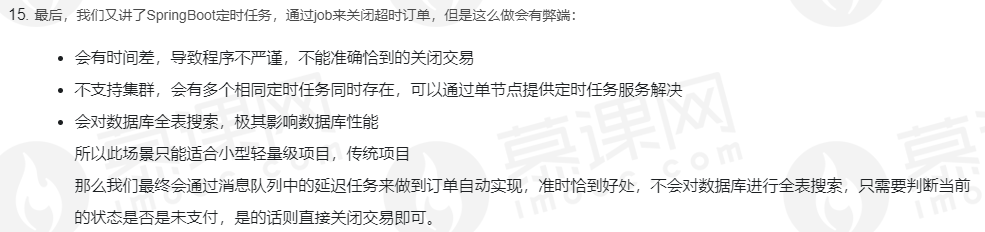 15. 最后，我们又讲了SpringBoot定时任务，通过job来关闭超时订单，但是这么做会有弊端：
• 会有时间差，导致程序不严谨，不能准确恰到的关闭交易
• 不支持集群，会有多个相同定时任务同时存在，可以通过单节点提供定时任务服务解决
• 会对数据库全表搜索，极其影响数据库性能
所以此场景只能适合小型轻量级项目，传统项目
那么我们最终会通过消息队列中的延迟任务来做到订单自动实现，准时恰到好处，不会对数据库进行全表搜索，只需要判断当前
的状态是否是未支付，是的话则直接关闭交易即可。
慕课网
imooc.com
慕课网
imooc.com